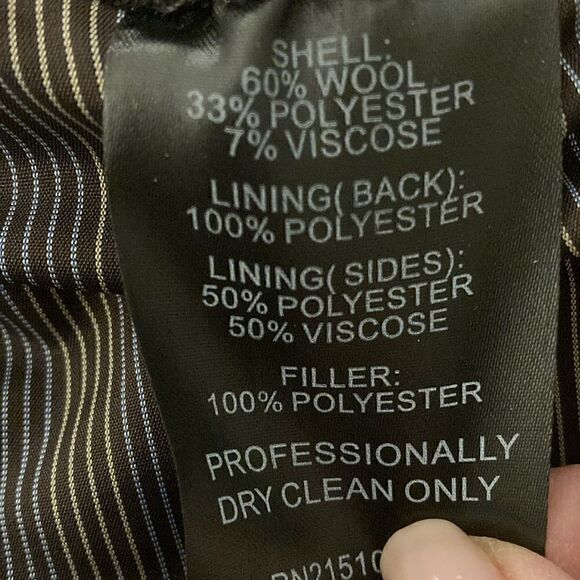 SHELL:
60% WOOL
33% POLYESTER
7% VISCOSE
LINING( BACK):
100% POLYESTER
LINING( SIDES):
50% POLYESTER
50% VISCOSE
FILLER:
100% POLYESTER
PROFESSIONALLY
DRY CLEAN ONLY